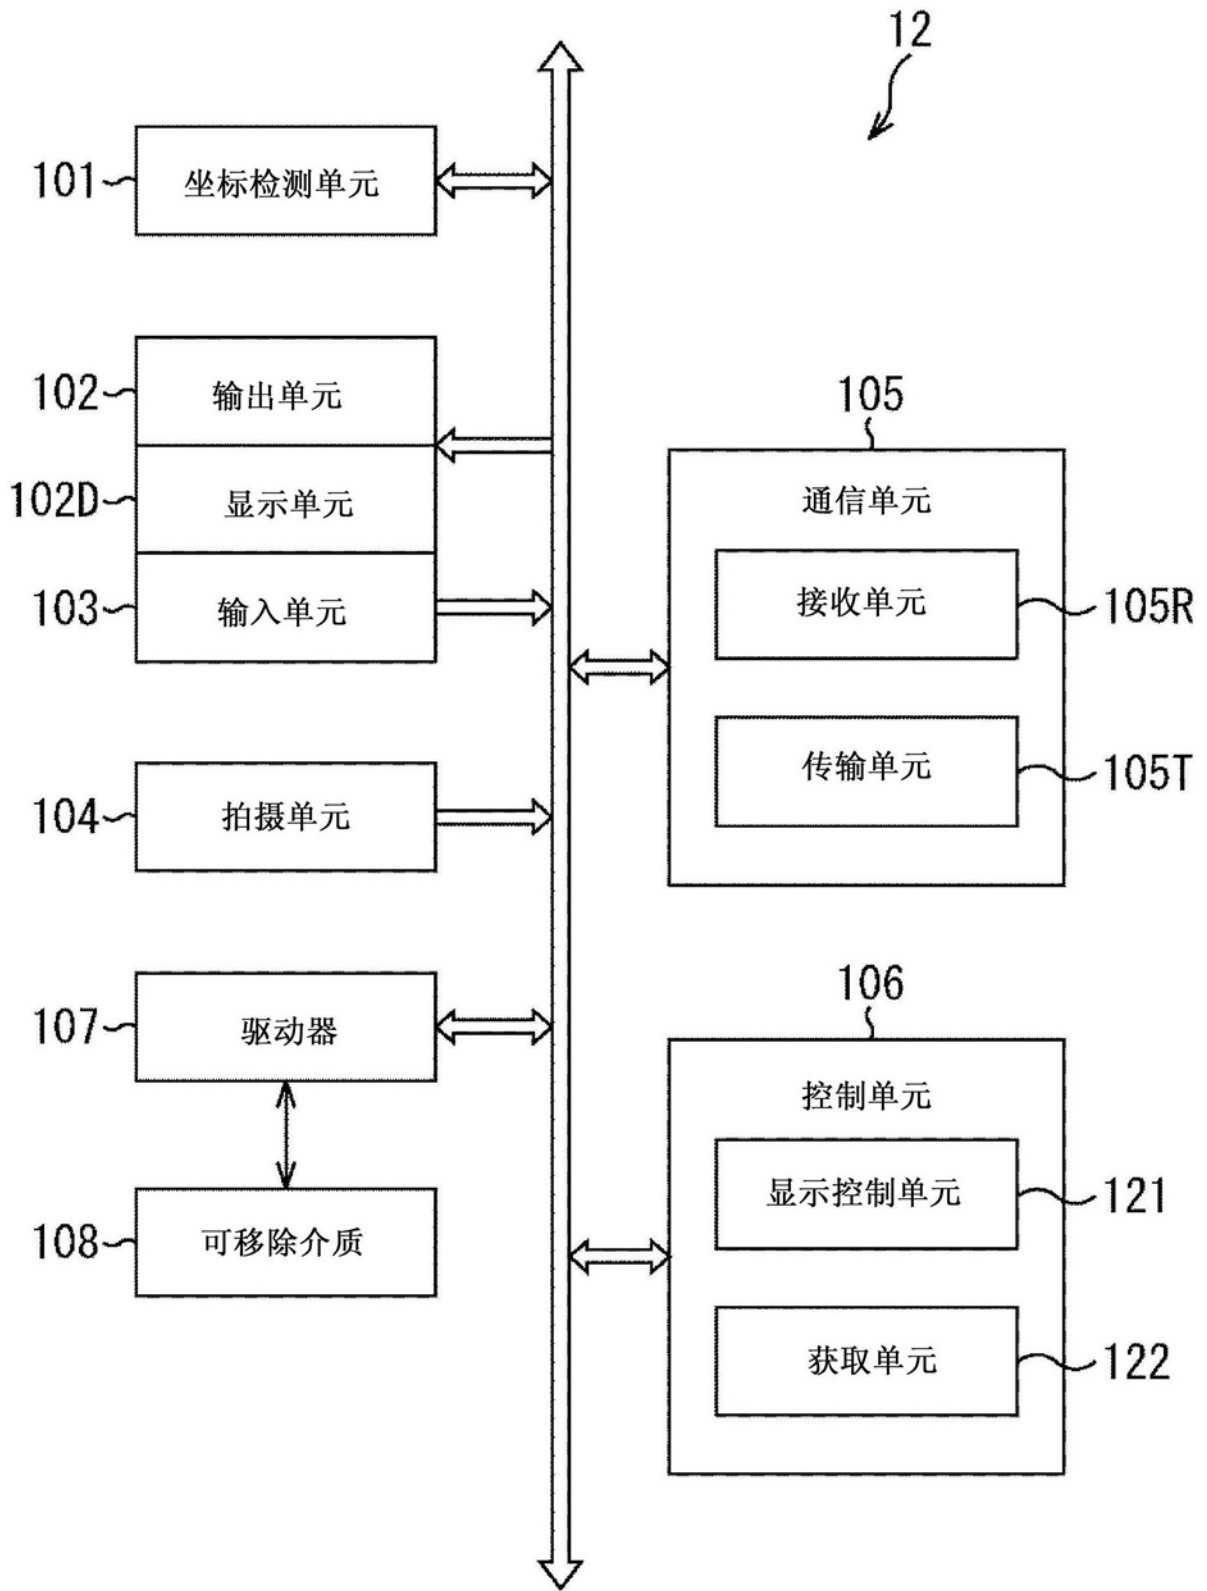 12
101
坐标检测单元
102
输出单元
102D
显示单元
103
输入单元
104
拍摄单元
107
驱动器
108
可移除介质
105
通信单元
接收单元
105R
传输单元
105T
106
控制单元
显示控制单元
121
获取单元
122